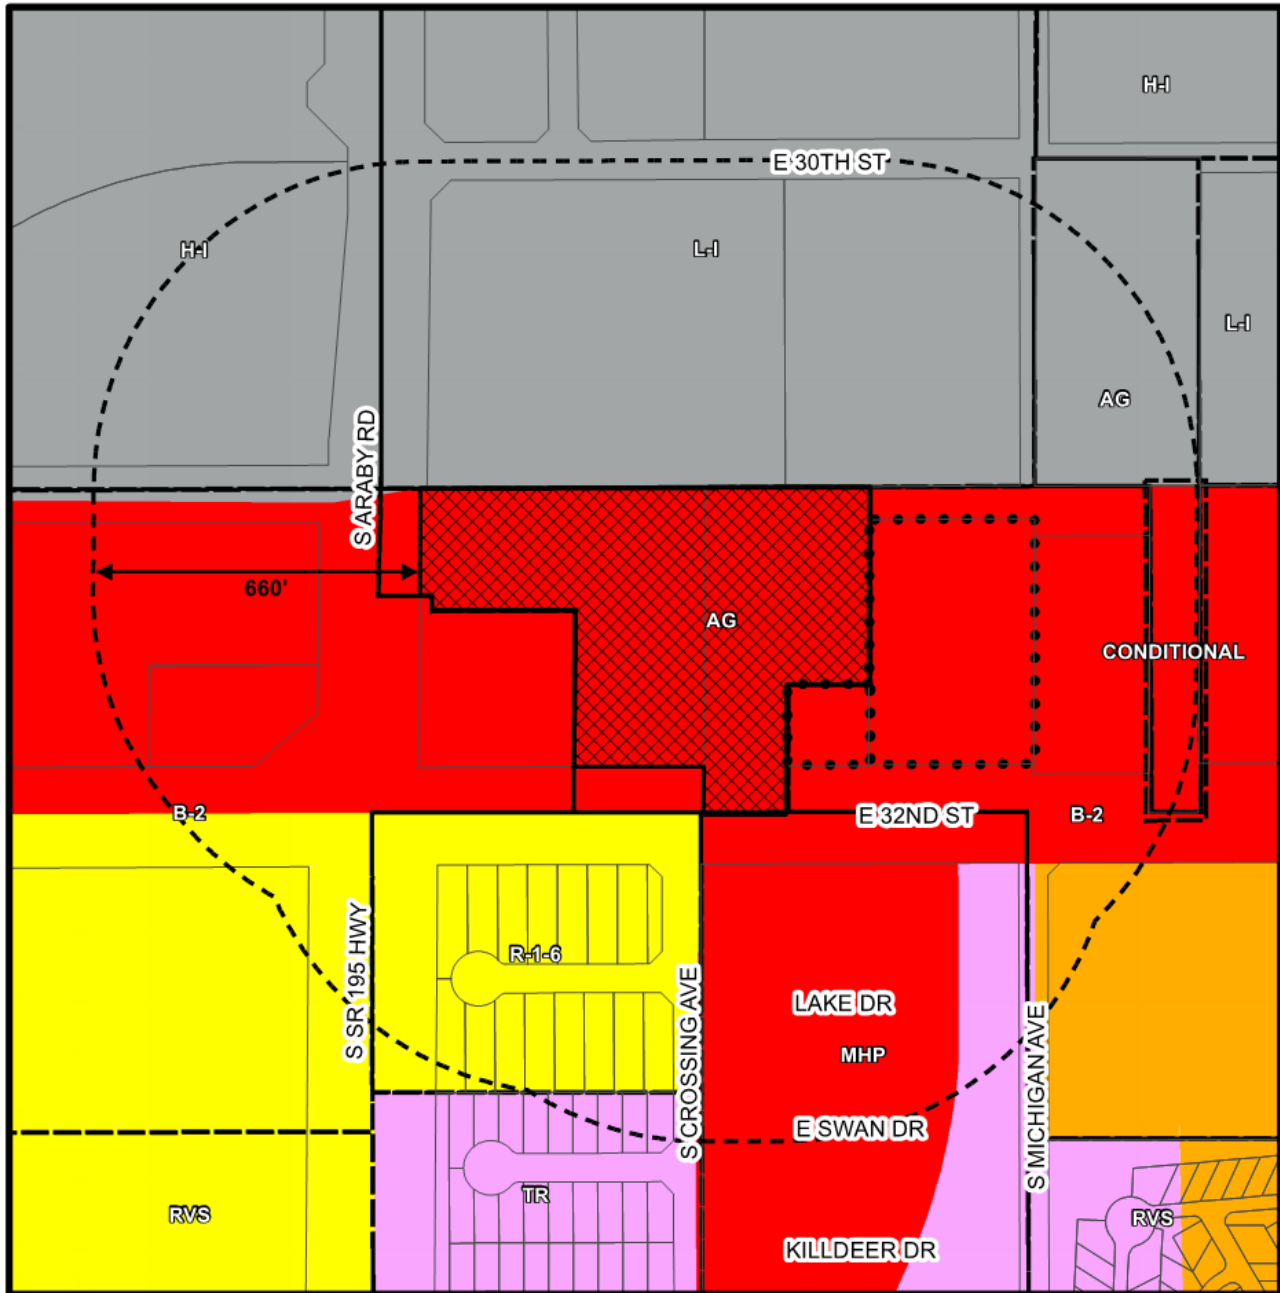 H-I
E 30TH ST
H-I
L-I
L-I
AG
S ARABY RD
660'
AG
CONDITIONAL
B-2
E 32ND ST
B-2
R-1-6
S SR 195 HWY
S CROSSING AVE
LAKE DR
MHP
S MICHIGAN AVE
E SWAN DR
TR
RVS
RVS
KILLDEER DR